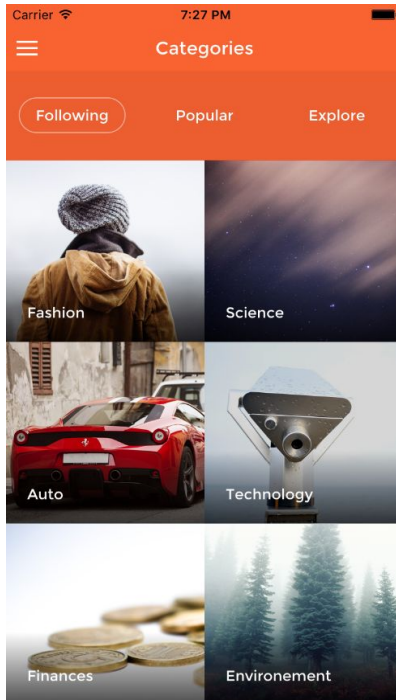 Carrier 7:27 PM
Categories
Following Popular Explore
Fashion Science
Auto Technology
Finances Environement